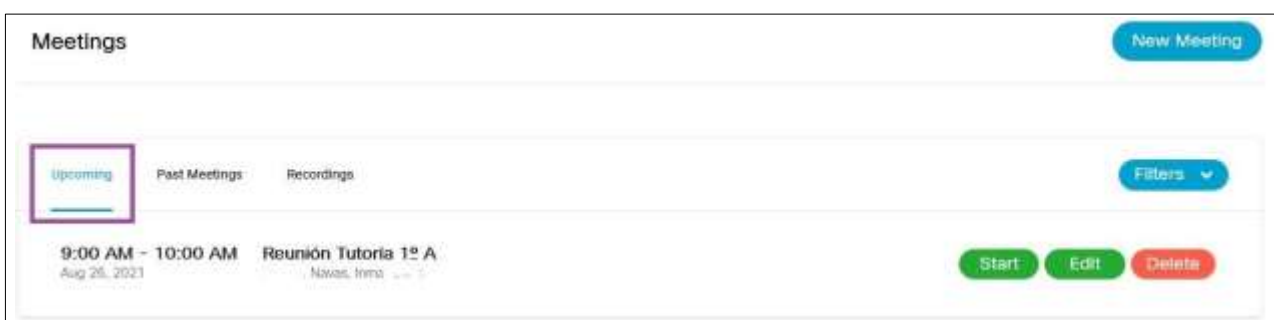 Meetings
New Meeting
Upcoming Past Meetings Recordings
Filters
9:00 AM - 10:00 AM Reunión Tutoría 1º A
Aug 26, 2021 Navas, Inma
Start Edit Delete